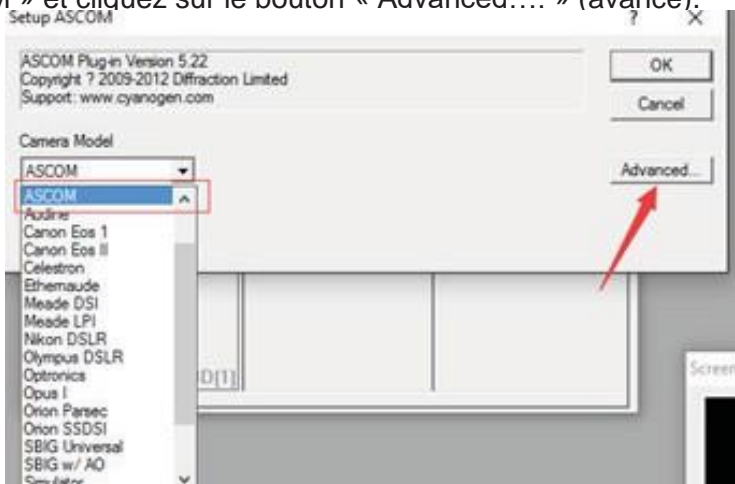 et cliquez sur le bouton « Advanced.... » (avancé).
Setup ASCOM
? ×
ASCOM Plug-in Version 5.22
Copyright ? 2009-2012 Diffraction Limited
Support: www.cyanogen.com
OK
Cancel
Camera Model
ASCOM
Advanced...
ASCOM
Audine
Canon Eos 1
Canon Eos II
Celestron
Ethernaude
Meade DSI
Meade LPI
Nikon DSLR
Olympus DSLR
Optronics
Opus I
Orion Parsec
Orion SSDSI
SBIG Universal
SBIG w/ AO
Simulator
D[1]
Screen